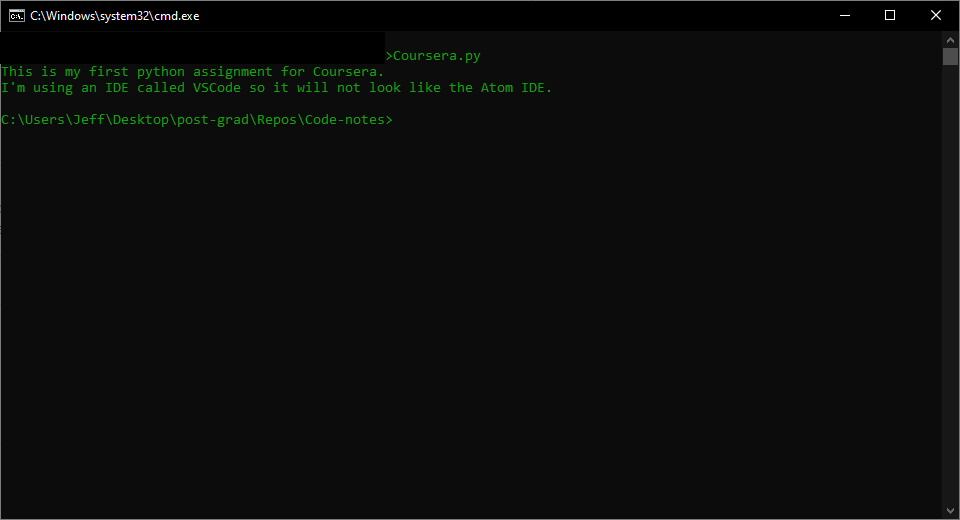 C:\Windows\system32\cmd.exe
>Coursera.py
This is my first python assignment for Coursera.
I'm using an IDE called VSCode so it will not look like the Atom IDE.
C:\Users\Jeff\Desktop\post-grad\Repos\Code-notes>